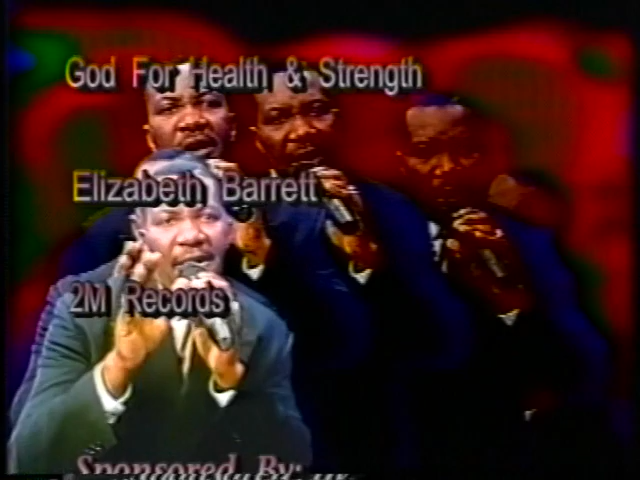 God For Health & Strength
Elizabeth Barrett
2M Records
Sponsored By: